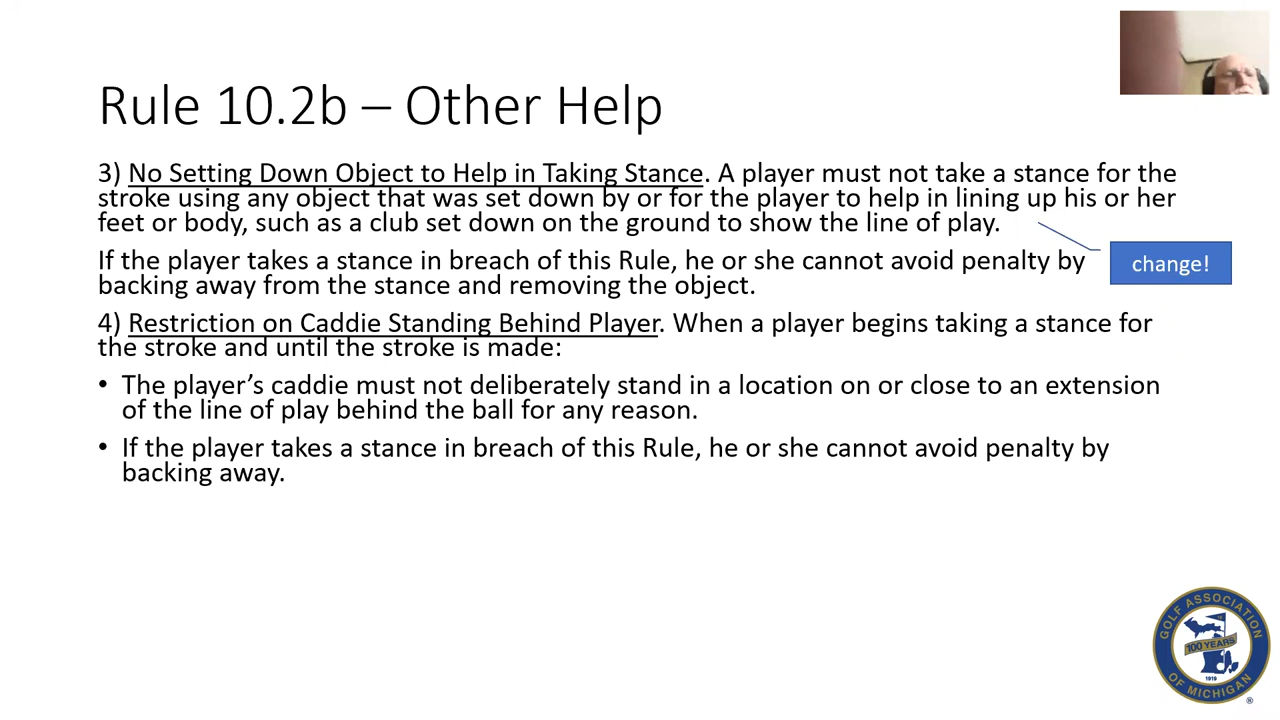 Rule 10.2b – Other Help
3) No Setting Down Object to Help in Taking Stance. A player must not take a stance for the
stroke using any object that was set down by or for the player to help in lining up his or her
feet or body, such as a club set down on the ground to show the line of play.
If the player takes a stance in breach of this Rule, he or she cannot avoid penalty by
backing away from the stance and removing the object.
change!
4) Restriction on Caddie Standing Behind Player. When a player begins taking a stance for
the stroke and until the stroke is made:
• The player’s caddie must not deliberately stand in a location on or close to an extension
of the line of play behind the ball for any reason.
• If the player takes a stance in breach of this Rule, he or she cannot avoid penalty by
backing away.
GOLF ASSOCIATION
100 YEARS
1919
OF MICHIGAN
®